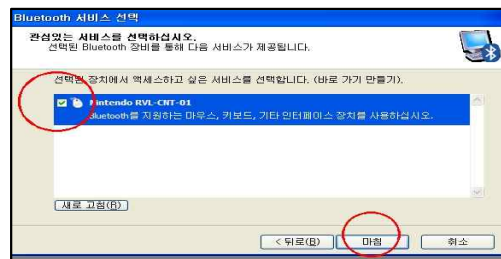 Bluetooth 서비스 선택
관심있는 서비스를 선택하십시오.
선택된 Bluetooth 장비를 통해 다음 서비스가 제공됩니다.
선택된 장치에서 액세스하고 싶은 서비스를 선택합니다. (바로 가기 만들기).
Nintendo RVL-CNT-01
Bluetooth를 지원하는 마우스, 키보드, 기타 인터페이스 장치를 사용하십시오.
새로 고침(R)
< 뒤로(B) 마침 취소